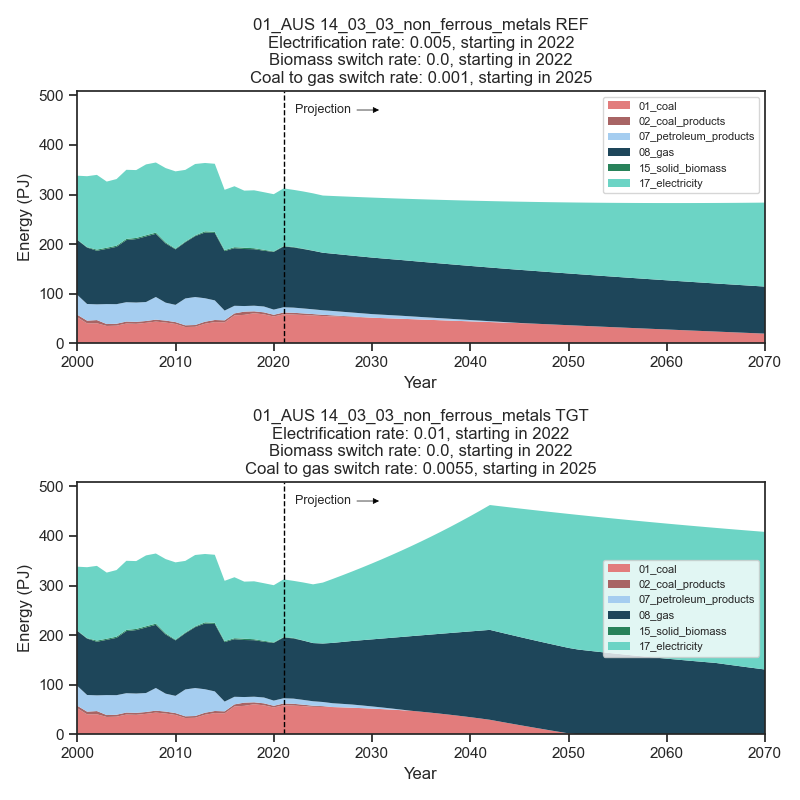 01_AUS 14_03_03_non_ferrous_metals REF
Electrification rate: 0.005, starting in 2022
Biomass switch rate: 0.0, starting in 2022
Coal to gas switch rate: 0.001, starting in 2025
500
400
300
200
100
0
Energy (PJ)
Projection
01_coal
02_coal_products
07_petroleum_products
08_gas
15_solid_biomass
17_electricity
2000 2010 2020 2030 2040 2050 2060 2070
Year
01_AUS 14_03_03_non_ferrous_metals TGT
Electrification rate: 0.01, starting in 2022
Biomass switch rate: 0.0, starting in 2022
Coal to gas switch rate: 0.0055, starting in 2025
500
400
300
200
100
0
Energy (PJ)
Projection
01_coal
02_coal_products
07_petroleum_products
08_gas
15_solid_biomass
17_electricity
2000 2010 2020 2030 2040 2050 2060 2070
Year